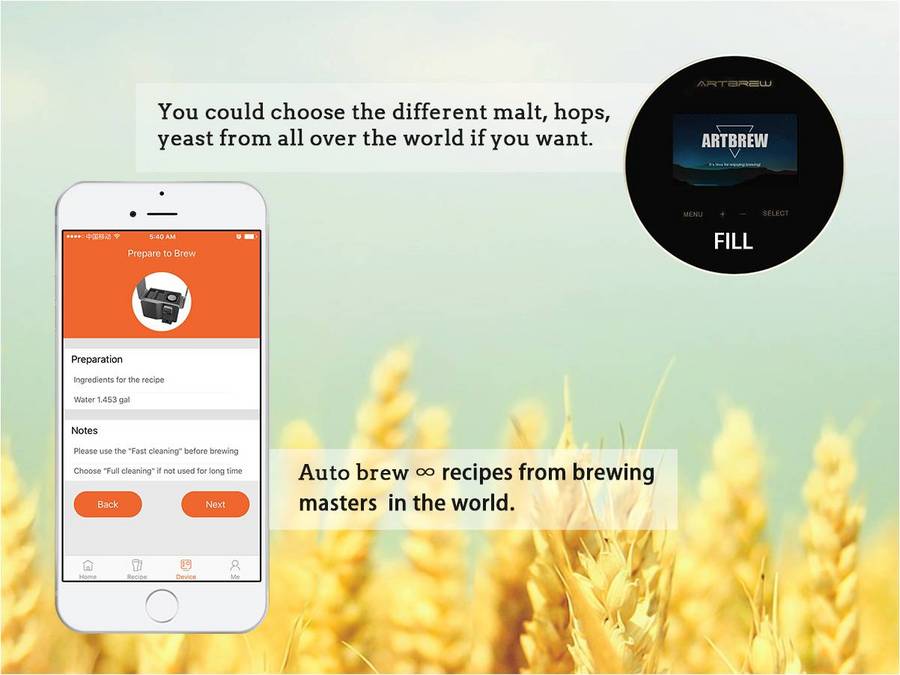 You could choose the different malt, hops,
yeast from all over the world if you want.
ARTBREW
ARTBREW
It's time for enjoying brewing!
MENU + — SELECT
FILL
中国移动 5:40 AM
Prepare to Brew
Preparation
Ingredients for the recipe
Water 1.453 gal
Notes
Please use the "Fast cleaning" before brewing
Choose "Full cleaning" if not used for long time
Back Next
Home Recipe Device Me
Auto brew ∞ recipes from brewing
masters in the world.